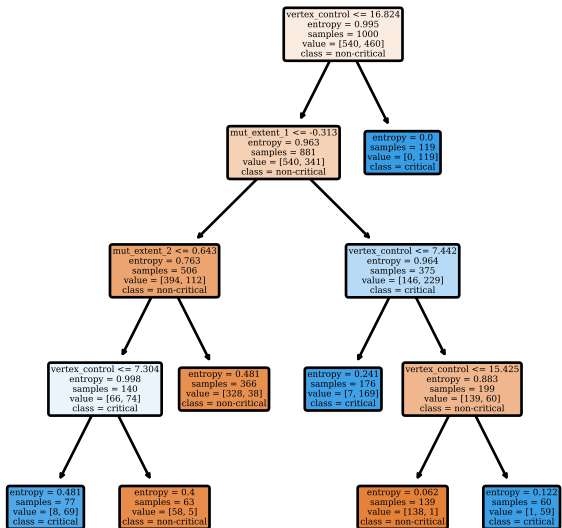 vertex_control <= 16.824
entropy = 0.995
samples = 1000
value = [540, 460]
class = non-critical
mut_extent_1 <= -0.313
entropy = 0.963
samples = 881
value = [540, 341]
class = non-critical
entropy = 0.0
samples = 119
value = [0, 119]
class = critical
mut_extent_2 <= 0.643
entropy = 0.763
samples = 506
value = [394, 112]
class = non-critical
vertex_control <= 7.442
entropy = 0.964
samples = 375
value = [146, 229]
class = critical
vertex_control <= 7.304
entropy = 0.998
samples = 140
value = [66, 74]
class = critical
entropy = 0.481
samples = 366
value = [328, 38]
class = non-critical
entropy = 0.241
samples = 176
value = [7, 169]
class = critical
vertex_control <= 15.425
entropy = 0.883
samples = 199
value = [139, 60]
class = non-critical
entropy = 0.481
samples = 77
value = [8, 69]
class = critical
entropy = 0.4
samples = 63
value = [58, 5]
class = non-critical
entropy = 0.062
samples = 139
value = [138, 1]
class = non-critical
entropy = 0.122
samples = 60
value = [1, 59]
class = critical